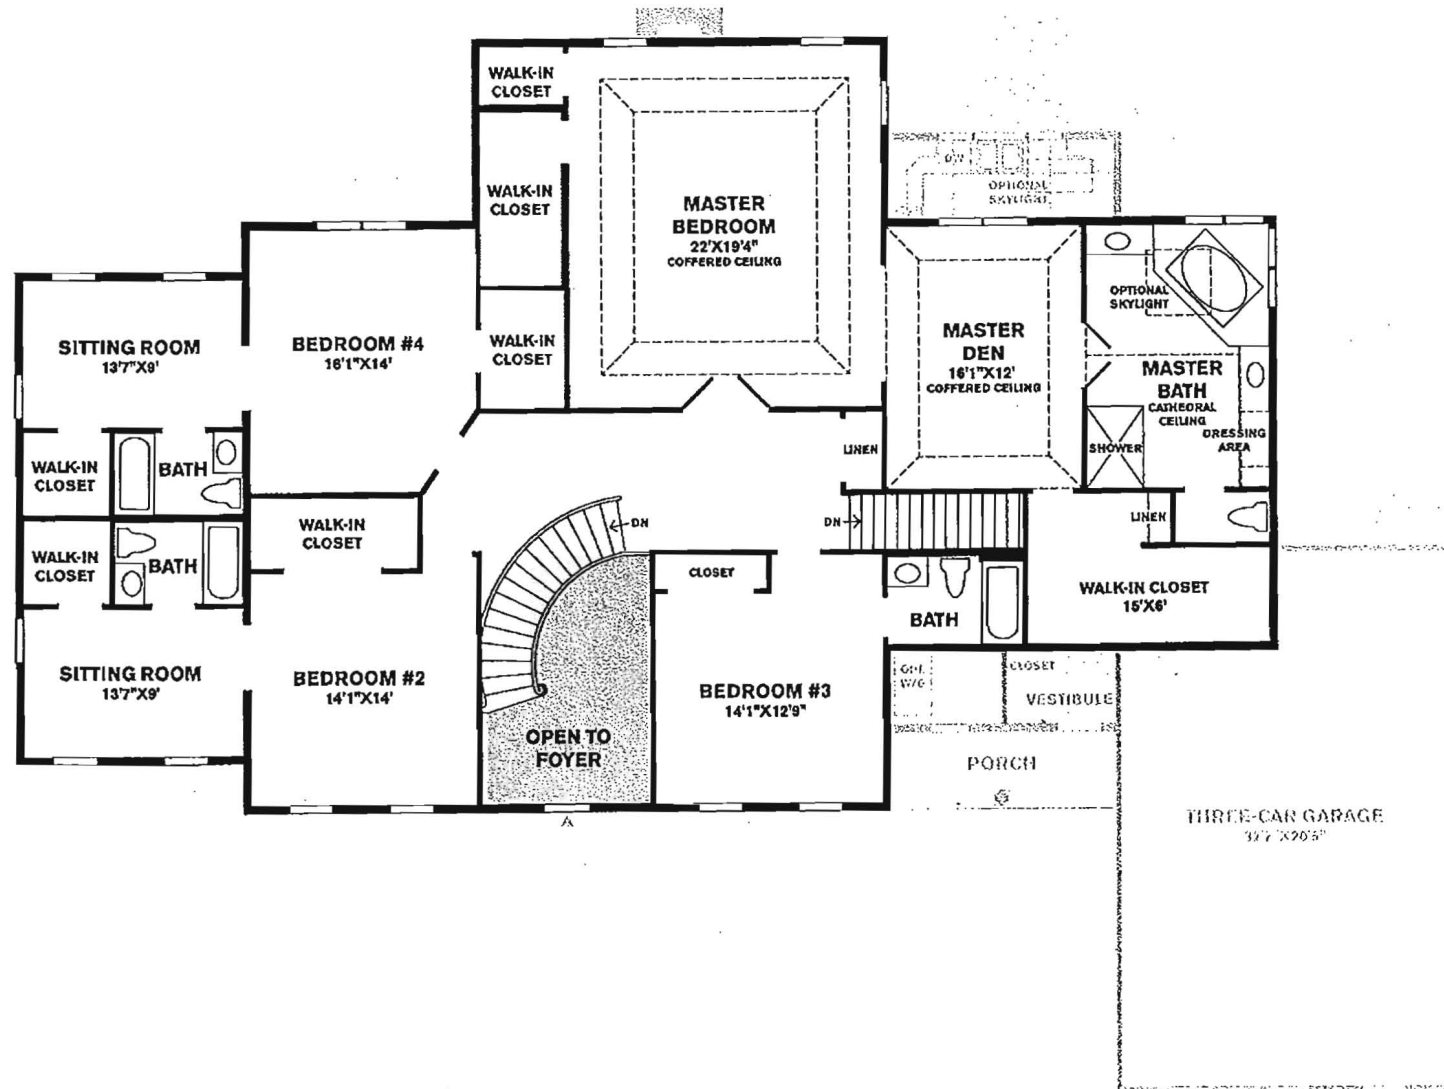 WALK-IN
CLOSET
WALK-IN
CLOSET
MASTER
BEDROOM
22'X19'4"
COFFERED CEILING
OPTIONAL
SKYLIGHT
SITTING ROOM
13'7"X9'
BEDROOM #4
16'1"X14'
WALK-IN
CLOSET
MASTER
DEN
16'1"X12'
COFFERED CEILING
OPTIONAL
SKYLIGHT
MASTER
BATH
CATHEDRAL
CEILING
DRESSING
AREA
SHOWER
LINEN
WALK-IN
CLOSET
BATH
WALK-IN
CLOSET
DN
DN
LINEN
WALK-IN
CLOSET
BATH
CLOSET
BATH
WALK-IN CLOSET
15'X6'
SITTING ROOM
13'7"X9'
BEDROOM #2
14'1"X14'
BEDROOM #3
14'1"X12'9"
OPEN TO
FOYER
CLOSET
VESTIBULE
PORCH
THREE-CAR GARAGE